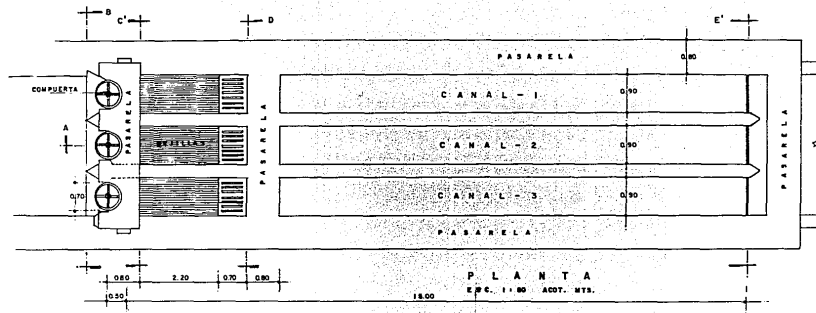 B
C'
D
E'
PASARELA
0.80
COMPUERTA
CANAL-1
0.90
PASARELA
A
REJILLAS
PASARELA
CANAL-2
0.90
PASARELA
0.70
CANAL-3
0.90
PASARELA
0.80 2.20 0.70 0.80
PLANTA
ESC. 1:80 ACOT. MTS.
0.50